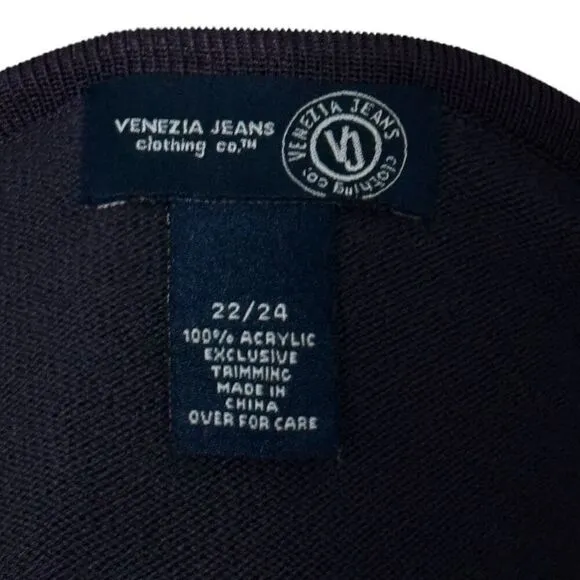 VENEZIA JEANS
clothing co.™
VENEZIA JEANS
VJ
clothing co.
22/24
100% ACRYLIC
EXCLUSIVE
TRIMMING
MADE IN
CHINA
OVER FOR CARE